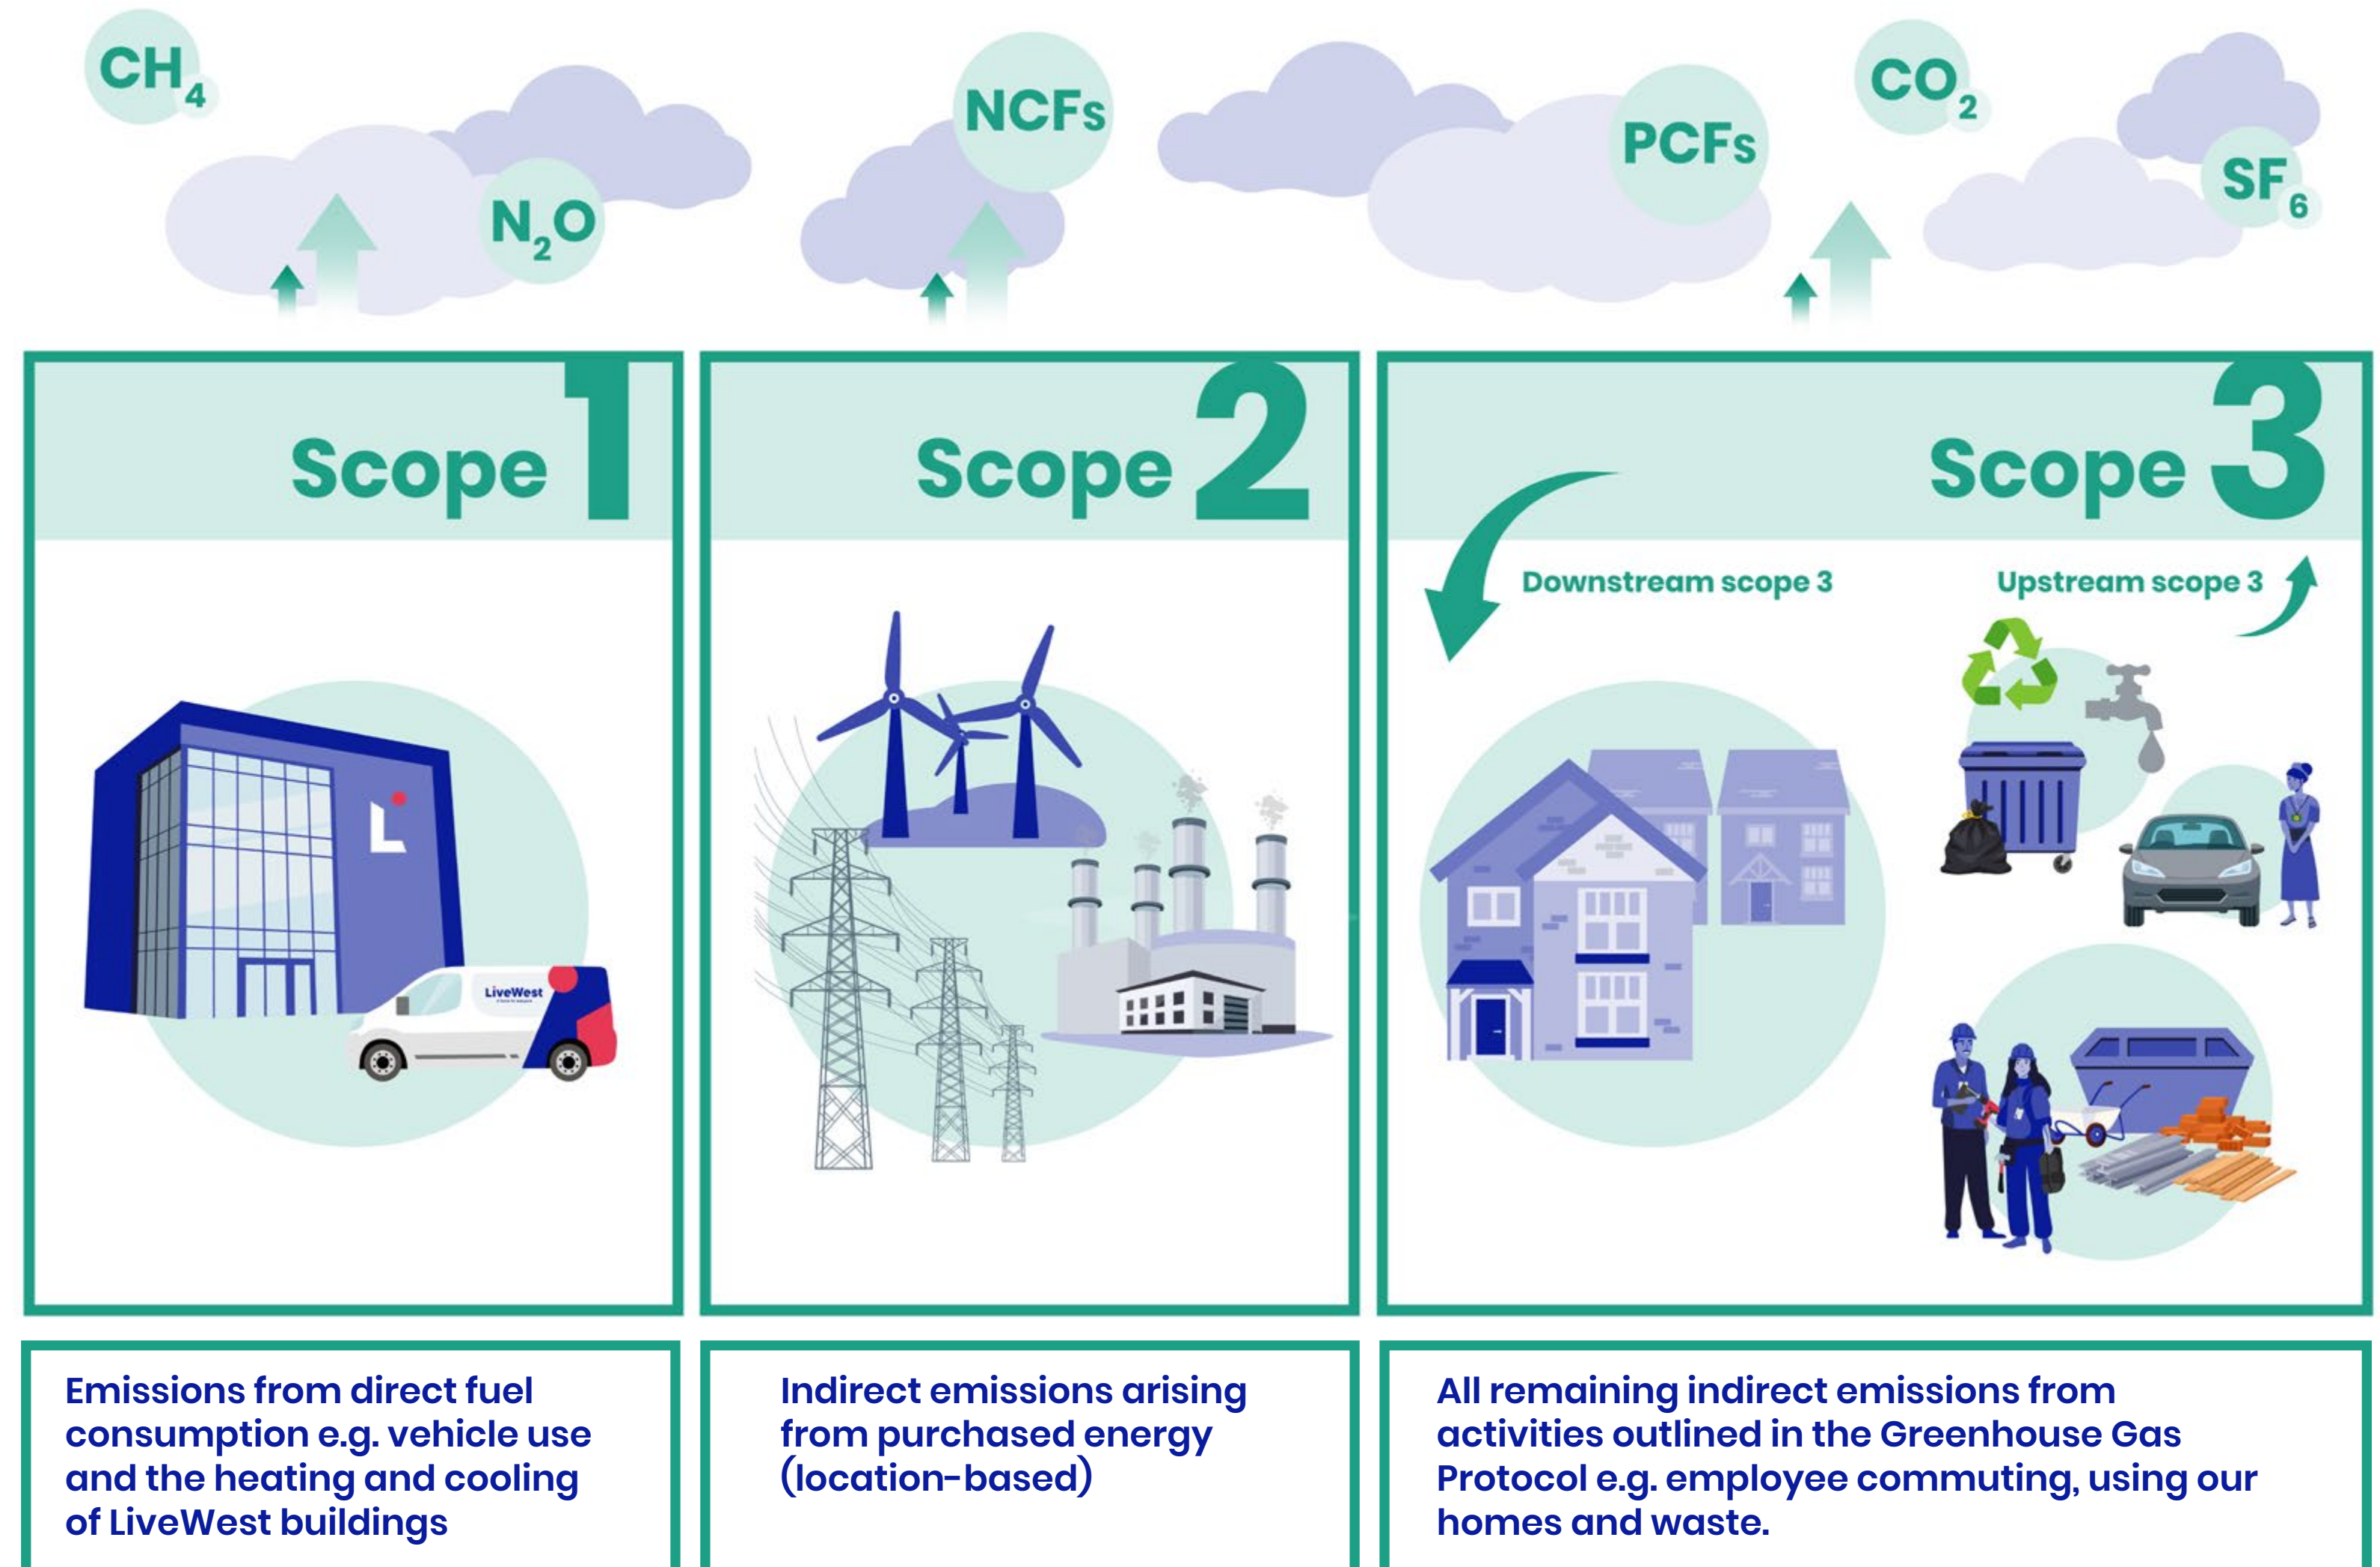 CH4
N2O
NCFs
PCFs
CO2
SF6
Scope 1
Scope 2
Scope 3
Downstream scope 3
Upstream scope 3
L
LiveWest
Emissions from direct fuel
consumption e.g. vehicle use
and the heating and cooling
of LiveWest buildings
Indirect emissions arising
from purchased energy
(location-based)
All remaining indirect emissions from
activities outlined in the Greenhouse Gas
Protocol e.g. employee commuting, using our
homes and waste.